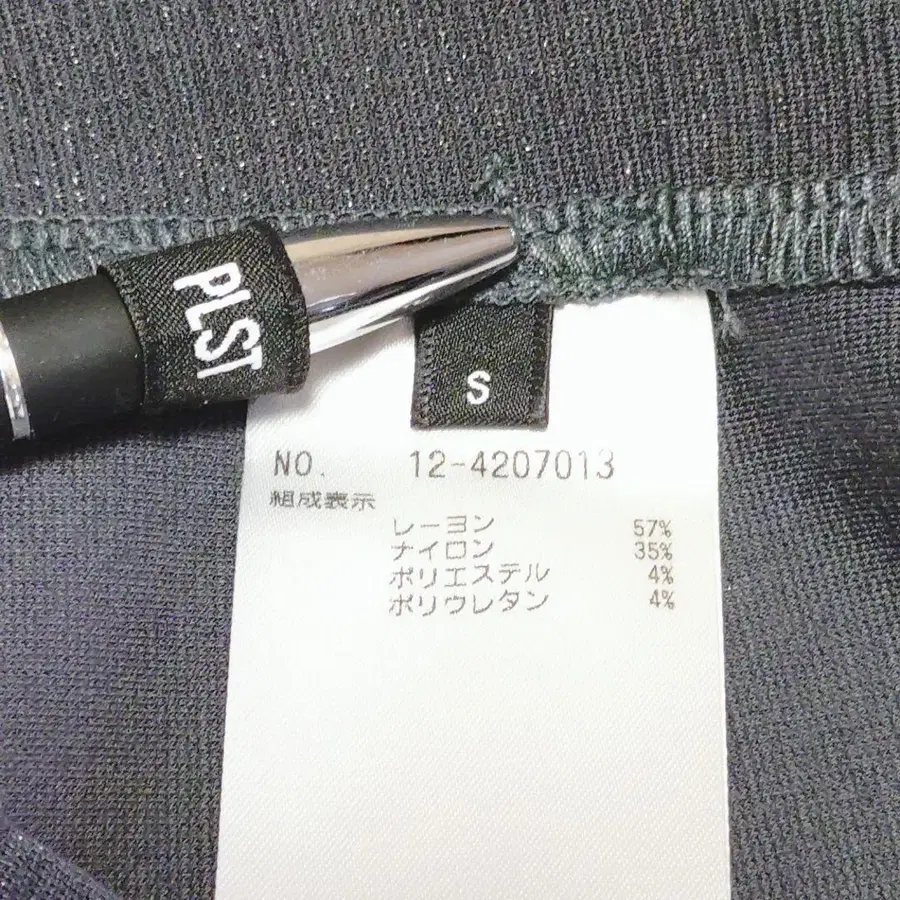 PLST
S
NO. 12-4207013
組成表示
レーヨン 57%
ナイロン 35%
ポリエステル 4%
ポリウレタン 4%